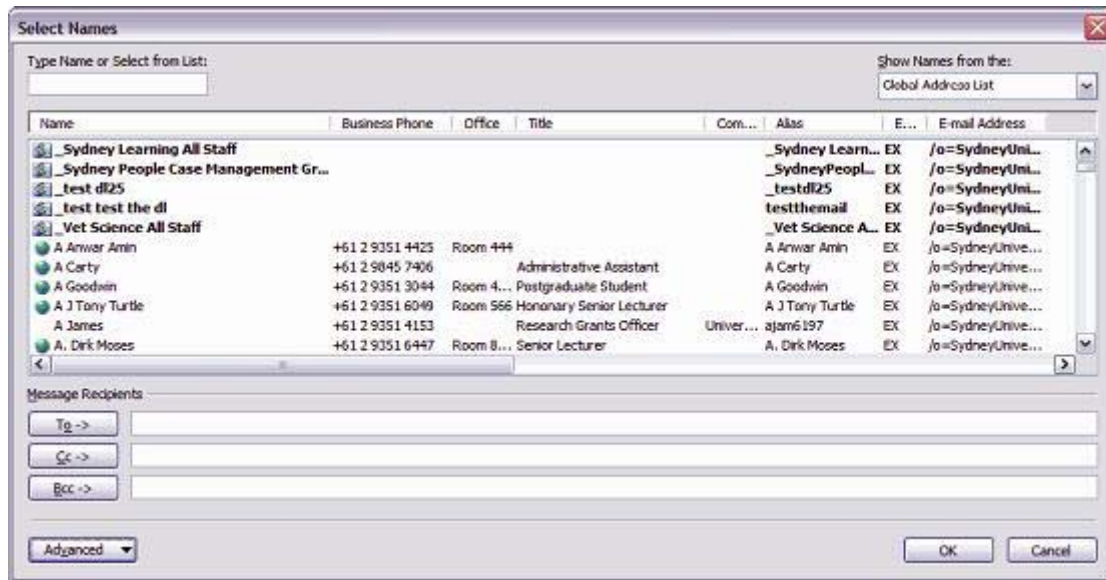 Select Names
Type Name or Select from List:
Show Names from the:
Global Address List
Name Business Phone Office Title Com... Alias E... E-mail Address
_Sydney Learning All Staff _Sydney Learn... EX /o=SydneyUni...
_Sydney People Case Management Gr... _SydneyPeopl... EX /o=SydneyUni...
_test dl25 _testdl25 EX /o=SydneyUni...
_test test the dl testthemail EX /o=SydneyUni...
_Vet Science All Staff _Vet Science A... EX /o=SydneyUni...
A Anwar Amin +61 2 9351 4425 Room 444 A Anwar Amin EX /o=SydneyUnive...
A Carty +61 2 9845 7406 Administrative Assistant A Carty EX /o=SydneyUnive...
A Goodwin +61 2 9351 3044 Room 4... Postgraduate Student A Goodwin EX /o=SydneyUnive...
A J Tony Turtle +61 2 9351 6049 Room 566 Honorary Senior Lecturer A J Tony Turtle EX /o=SydneyUnive...
A James +61 2 9351 4153 Research Grants Officer Univer... ajam6197 EX /o=SydneyUnive...
A. Dirk Moses +61 2 9351 6447 Room 8... Senior Lecturer A. Dirk Moses EX /o=SydneyUnive...
Message Recipients
To ->
Cc ->
Bcc ->
Advanced
OK
Cancel